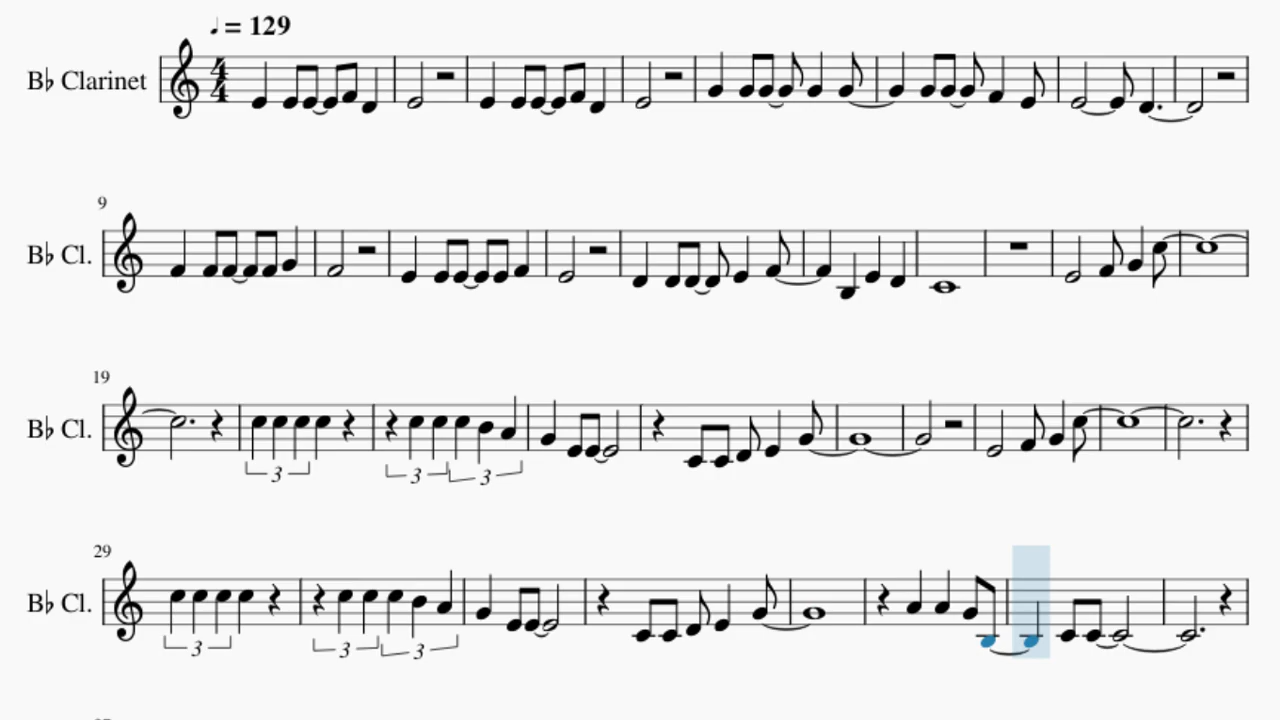 ♩ = 129
B♭ Clarinet
4
4
9
B♭ Cl.
19
B♭ Cl.
3 3 3
29
B♭ Cl.
3 3 3